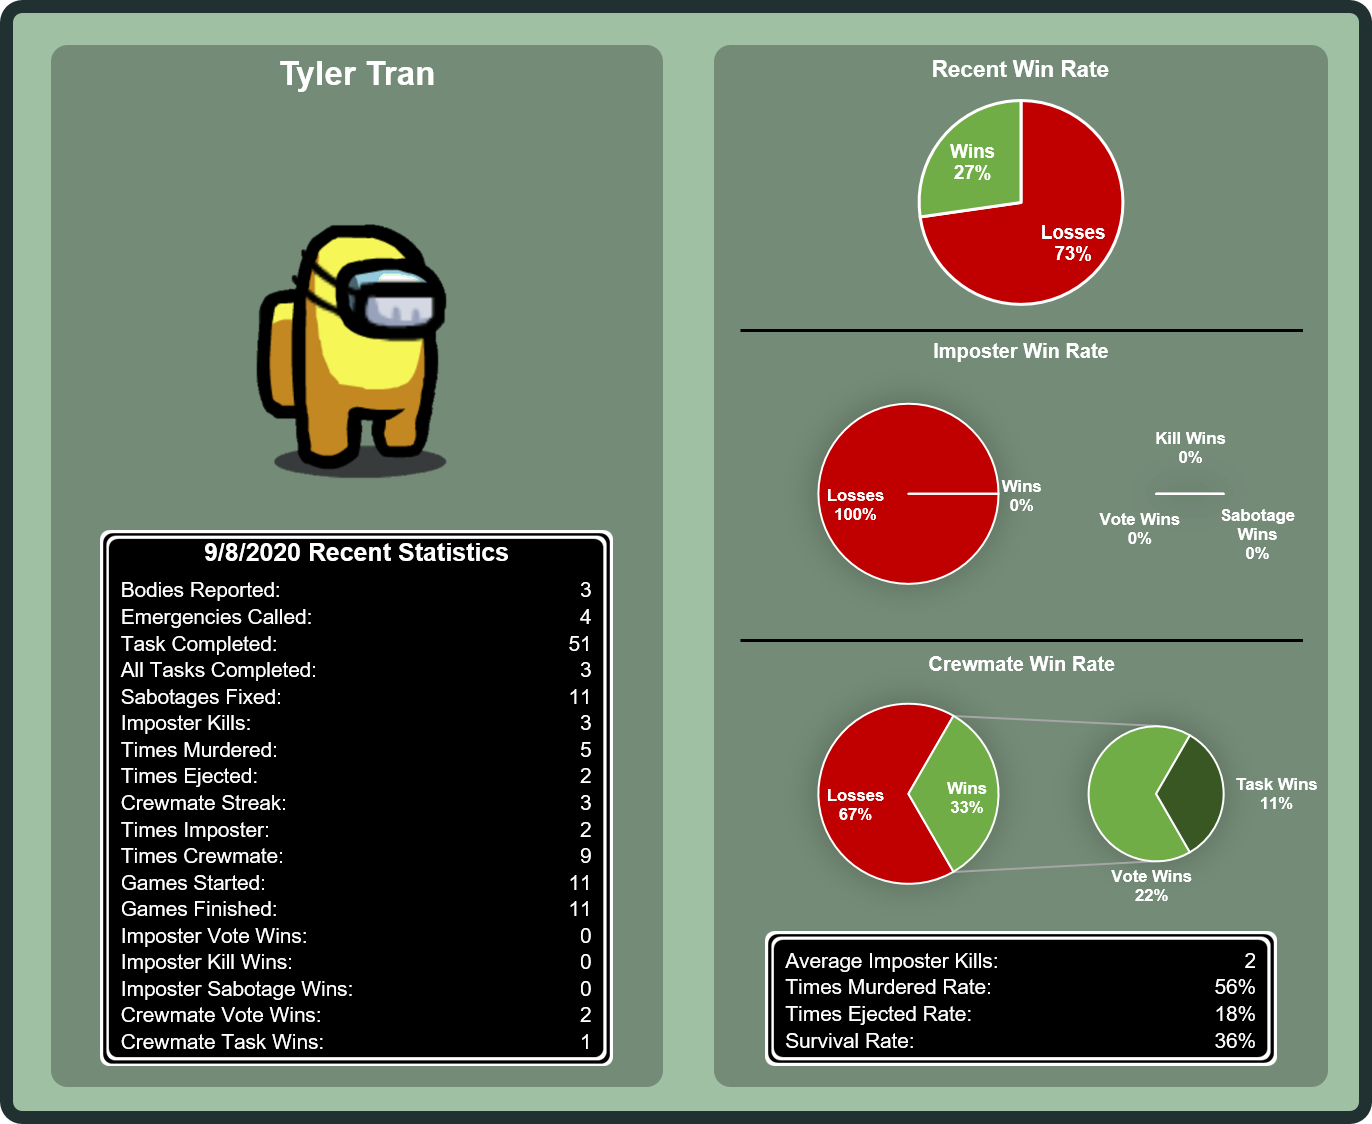 Tyler Tran
9/8/2020 Recent Statistics
Bodies Reported: 3
Emergencies Called: 4
Task Completed: 51
All Tasks Completed: 3
Sabotages Fixed: 11
Imposter Kills: 3
Times Murdered: 5
Times Ejected: 2
Crewmate Streak: 3
Times Imposter: 2
Times Crewmate: 9
Games Started: 11
Games Finished: 11
Imposter Vote Wins: 0
Imposter Kill Wins: 0
Imposter Sabotage Wins: 0
Crewmate Vote Wins: 2
Crewmate Task Wins: 1
Recent Win Rate
Wins
27%
Losses
73%
Imposter Win Rate
Losses
100%
Wins
0%
Kill Wins
0%
Vote Wins
0%
Sabotage
Wins
0%
Crewmate Win Rate
Losses
67%
Wins
33%
Task Wins
11%
Vote Wins
22%
Average Imposter Kills: 2
Times Murdered Rate: 56%
Times Ejected Rate: 18%
Survival Rate: 36%